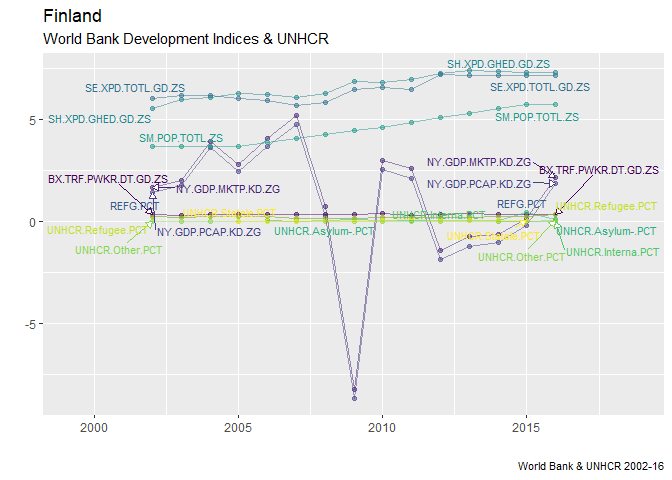 Finland
World Bank Development Indices & UNHCR
SH.XPD.GHED.GD.ZS
SE.XPD.TOTL.GD.ZS
SE.XPD.TOTL.GD.ZS
SH.XPD.GHED.GD.ZS
SM.POP.TOTL.ZS
5
SM.POP.TOTL.ZS
NY.GDP.MKTP.KD.ZG
BX.TRF.PWKR.DT.GD.ZS
BX.TRF.PWKR.DT.GD.ZS
NY.GDP.PCAP.KD.ZG
NY.GDP.MKTP.KD.ZG
REFG.PCT
REFG.PCT
UNHCR.Refugee.PCT
UNHCR.Interna.PCT
0
UNHCR.Refugee.PCT
NY.GDP.PCAP.KD.ZG
UNHCR.Asylum-.PCT
UNHCR.Asylum-.PCT
UNHCR.Other.PCT
UNHCR.Other.PCT
UNHCR.Interna.PCT
-5
2000
2005
2010
2015
World Bank & UNHCR 2002-16